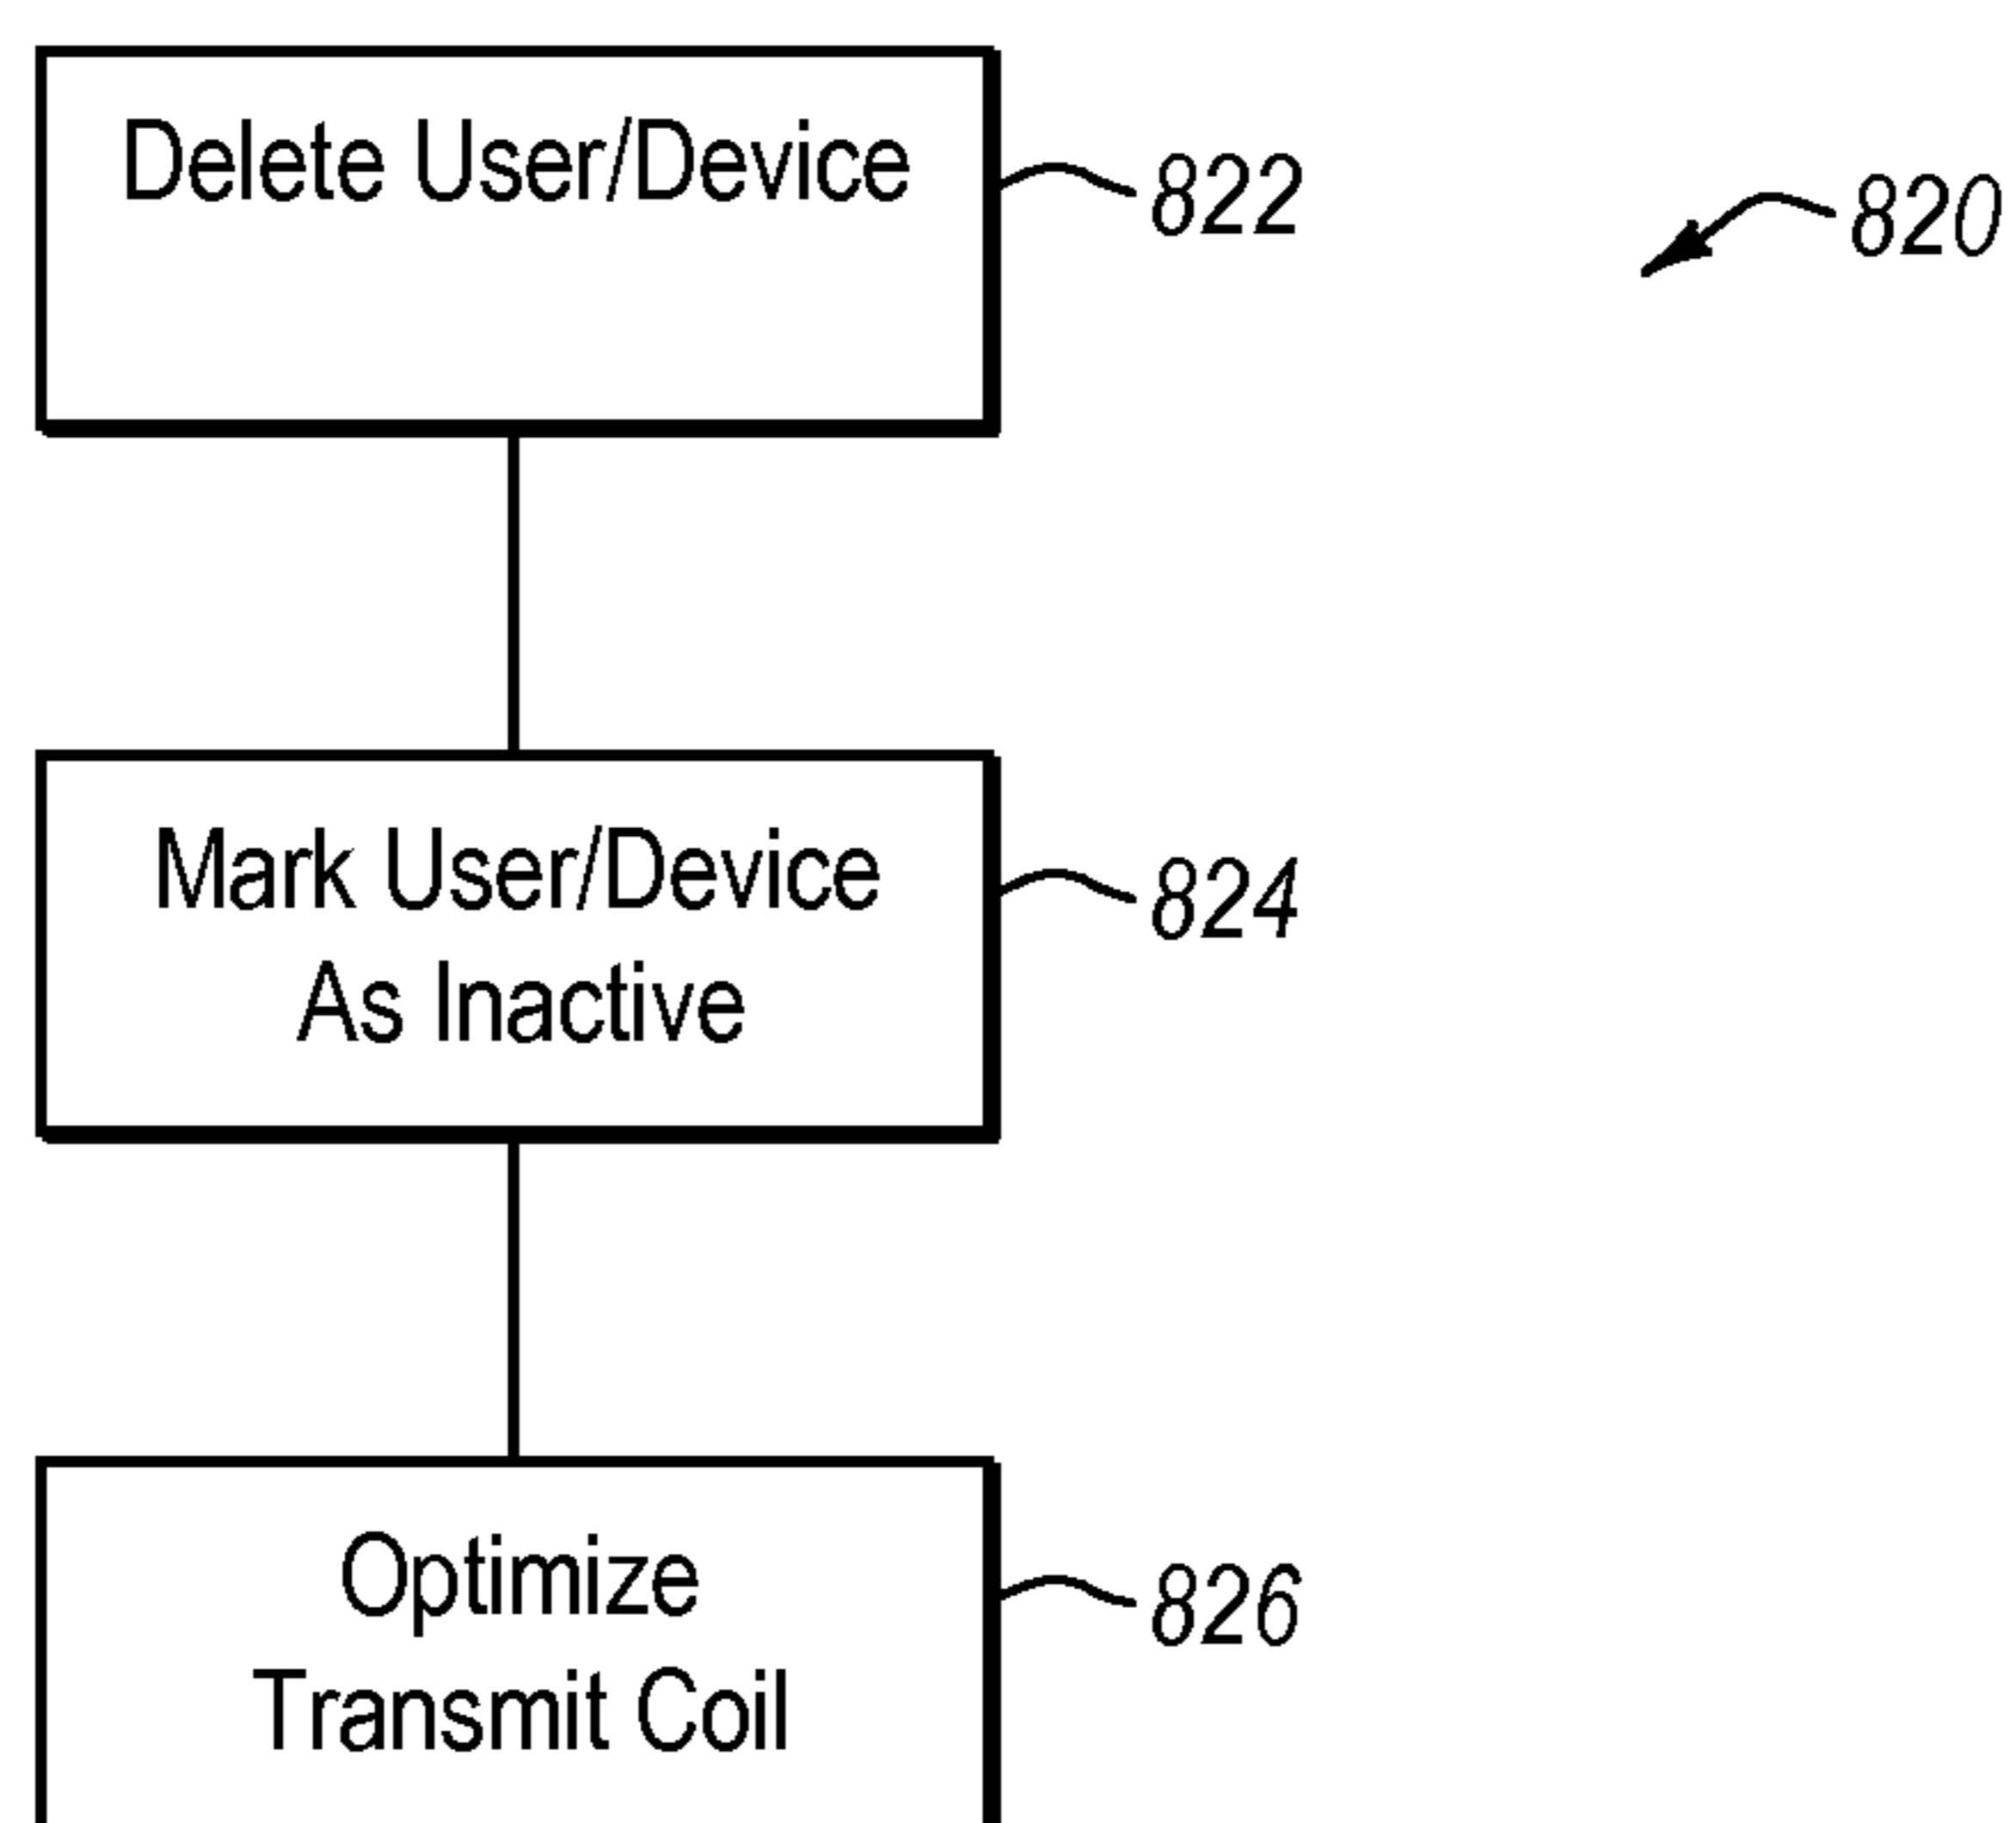 Delete User/Device
822
820
Mark User/Device
As Inactive
824
Optimize
Transmit Coil
826